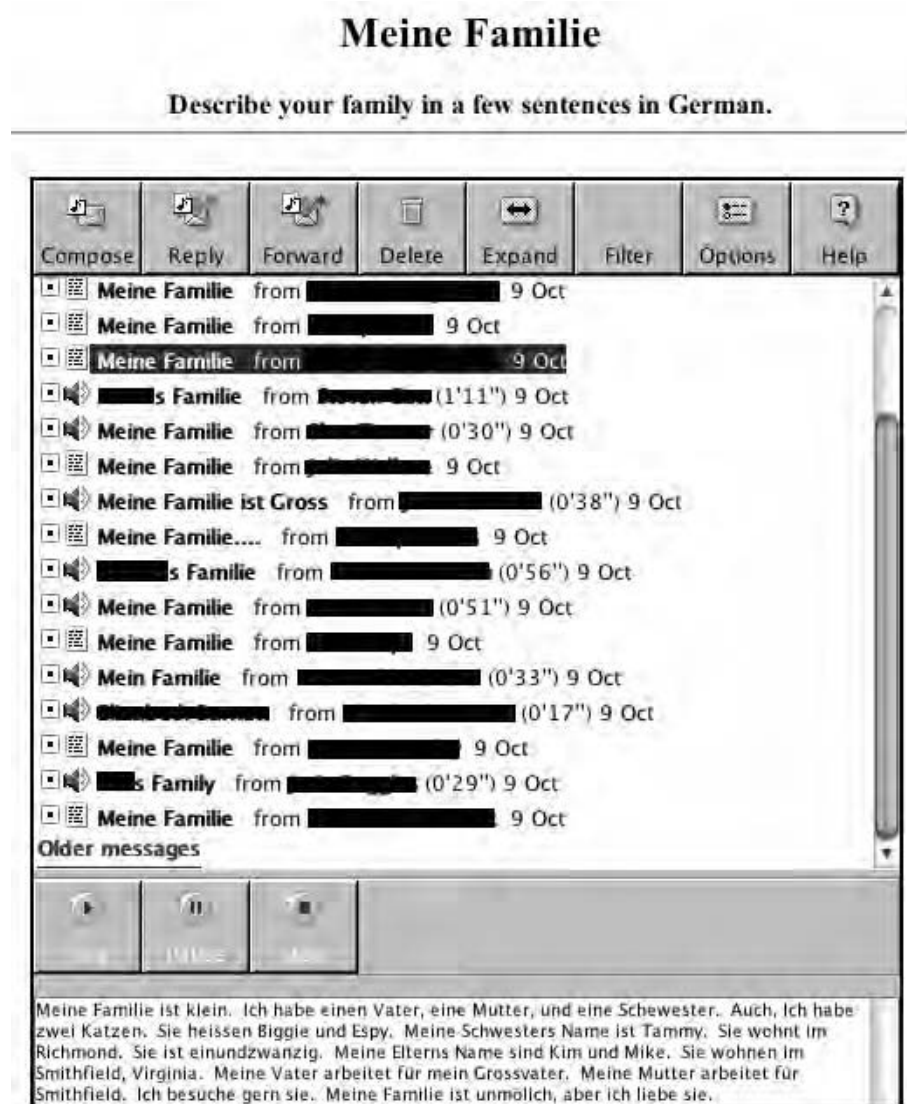 Meine Familie
Describe your family in a few sentences in German.
Compose Reply Forward Delete Expand Filter Options Help
Meine Familie from 9 Oct
Meine Familie from 9 Oct
Meine Familie from 9 Oct
s Familie from (1'11") 9 Oct
Meine Familie from (0'30") 9 Oct
Meine Familie from 9 Oct
Meine Familie ist Gross from (0'38") 9 Oct
Meine Familie.... from 9 Oct
s Familie from (0'56") 9 Oct
Meine Familie from (0'51") 9 Oct
Meine Familie from 9 Oct
Mein Familie from (0'33") 9 Oct
from (0'17") 9 Oct
Meine Familie from 9 Oct
s Family from (0'29") 9 Oct
Meine Familie from 9 Oct
Older messages
Meine Familie ist klein. Ich habe einen Vater, eine Mutter, und eine Schewester. Auch, Ich habe
zwei Katzen. Sie heissen Biggie und Espy. Meine Schwesters Name ist Tammy. Sie wohnt im
Richmond. Sie ist einundzwanzig. Meine Elterns Name sind Kim und Mike. Sie wohnen im
Smithfield, Virginia. Meine Vater arbeitet für mein Grossvater. Meine Mutter arbeitet für
Smithfield. Ich besuche gern sie. Meine Familie ist unmölich, aber ich liebe sie.